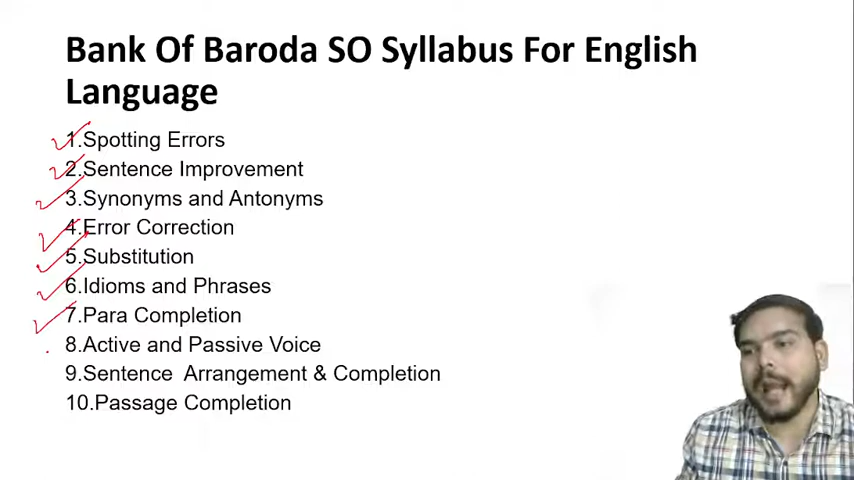 Bank Of Baroda SO Syllabus For English
Language
1.Spotting Errors
2.Sentence Improvement
3.Synonyms and Antonyms
4.Error Correction
5.Substitution
6.Idioms and Phrases
7.Para Completion
8.Active and Passive Voice
9.Sentence Arrangement & Completion
10.Passage Completion